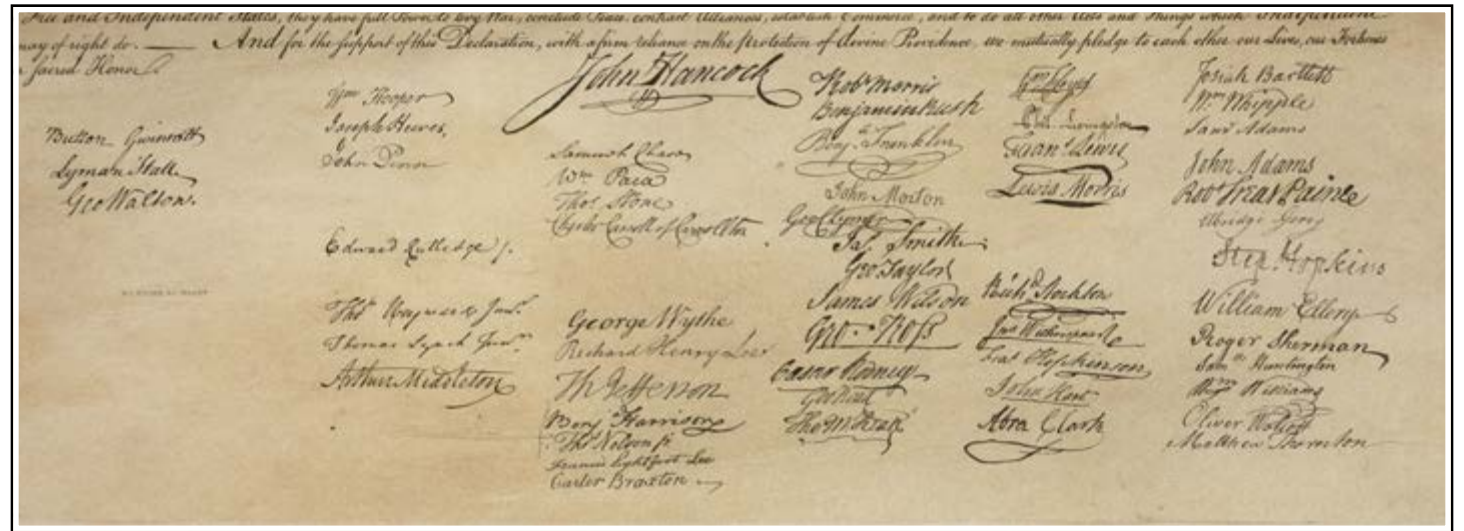 Free and Independent States, they have full Power to levy War, conclude Peace, contract Alliances, establish Commerce, and to do all other Acts and Things which Independent
may of right do. —— And for the support of this Declaration, with a firm reliance on the protection of divine Providence, we mutually pledge to each other our Lives, our Fortunes
sacred Honor.
Button Gwinnett
Lyman Hall
Geo Walton.
Wm Hooper
Joseph Hewes,
John Penn
Edward Rutledge /.
Thos Heyward Junr.
Thomas Lynch Junr.
Arthur Middleton
John Hancock
Samuel Chase
Wm Paca
Thos Stone
Charles Carroll of Carrollton
George Wythe
Richard Henry Lee
Th Jefferson
Benj Harrison
Thos Nelson jr
Francis Lightfoot Lee
Carter Braxton
Robt Morris
Benjamin Rush
Benja Franklin
John Morton
Geo Clymer
Jas Smith
Geo Taylor
James Wilson
Geo. Ross
Caesar Rodney
Geo Read
Tho M:Kean
Wm Floyd
Phil. Livingston
Frans Lewis
Lewis Morris
Richd Stockton
Jno Witherspoon
Fras Hopkinson
John Hart
Abra Clark
Josiah Bartlett
Wm Whipple
Saml Adams
John Adams
Robt Treat Paine
Elbridge Gerry
Step. Hopkins
William Ellery
Roger Sherman
Saml Huntington
Wm Williams
Oliver Wolcott
Matthew Thornton